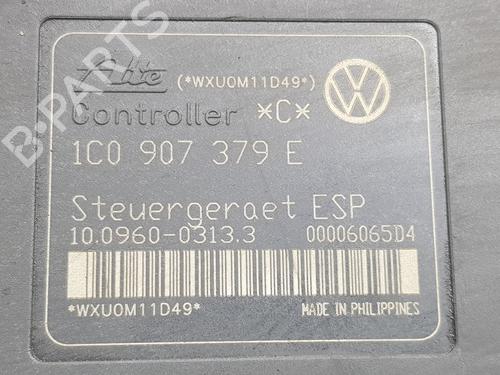 Ate (*WXU0M11D49*)
Controller *C*
1C0 907 379 E
Steuergeraet ESP
10.0960-0313.3 00006065D4
*WXU0M11D49* MADE IN PHILIPPINES
B-PARTS